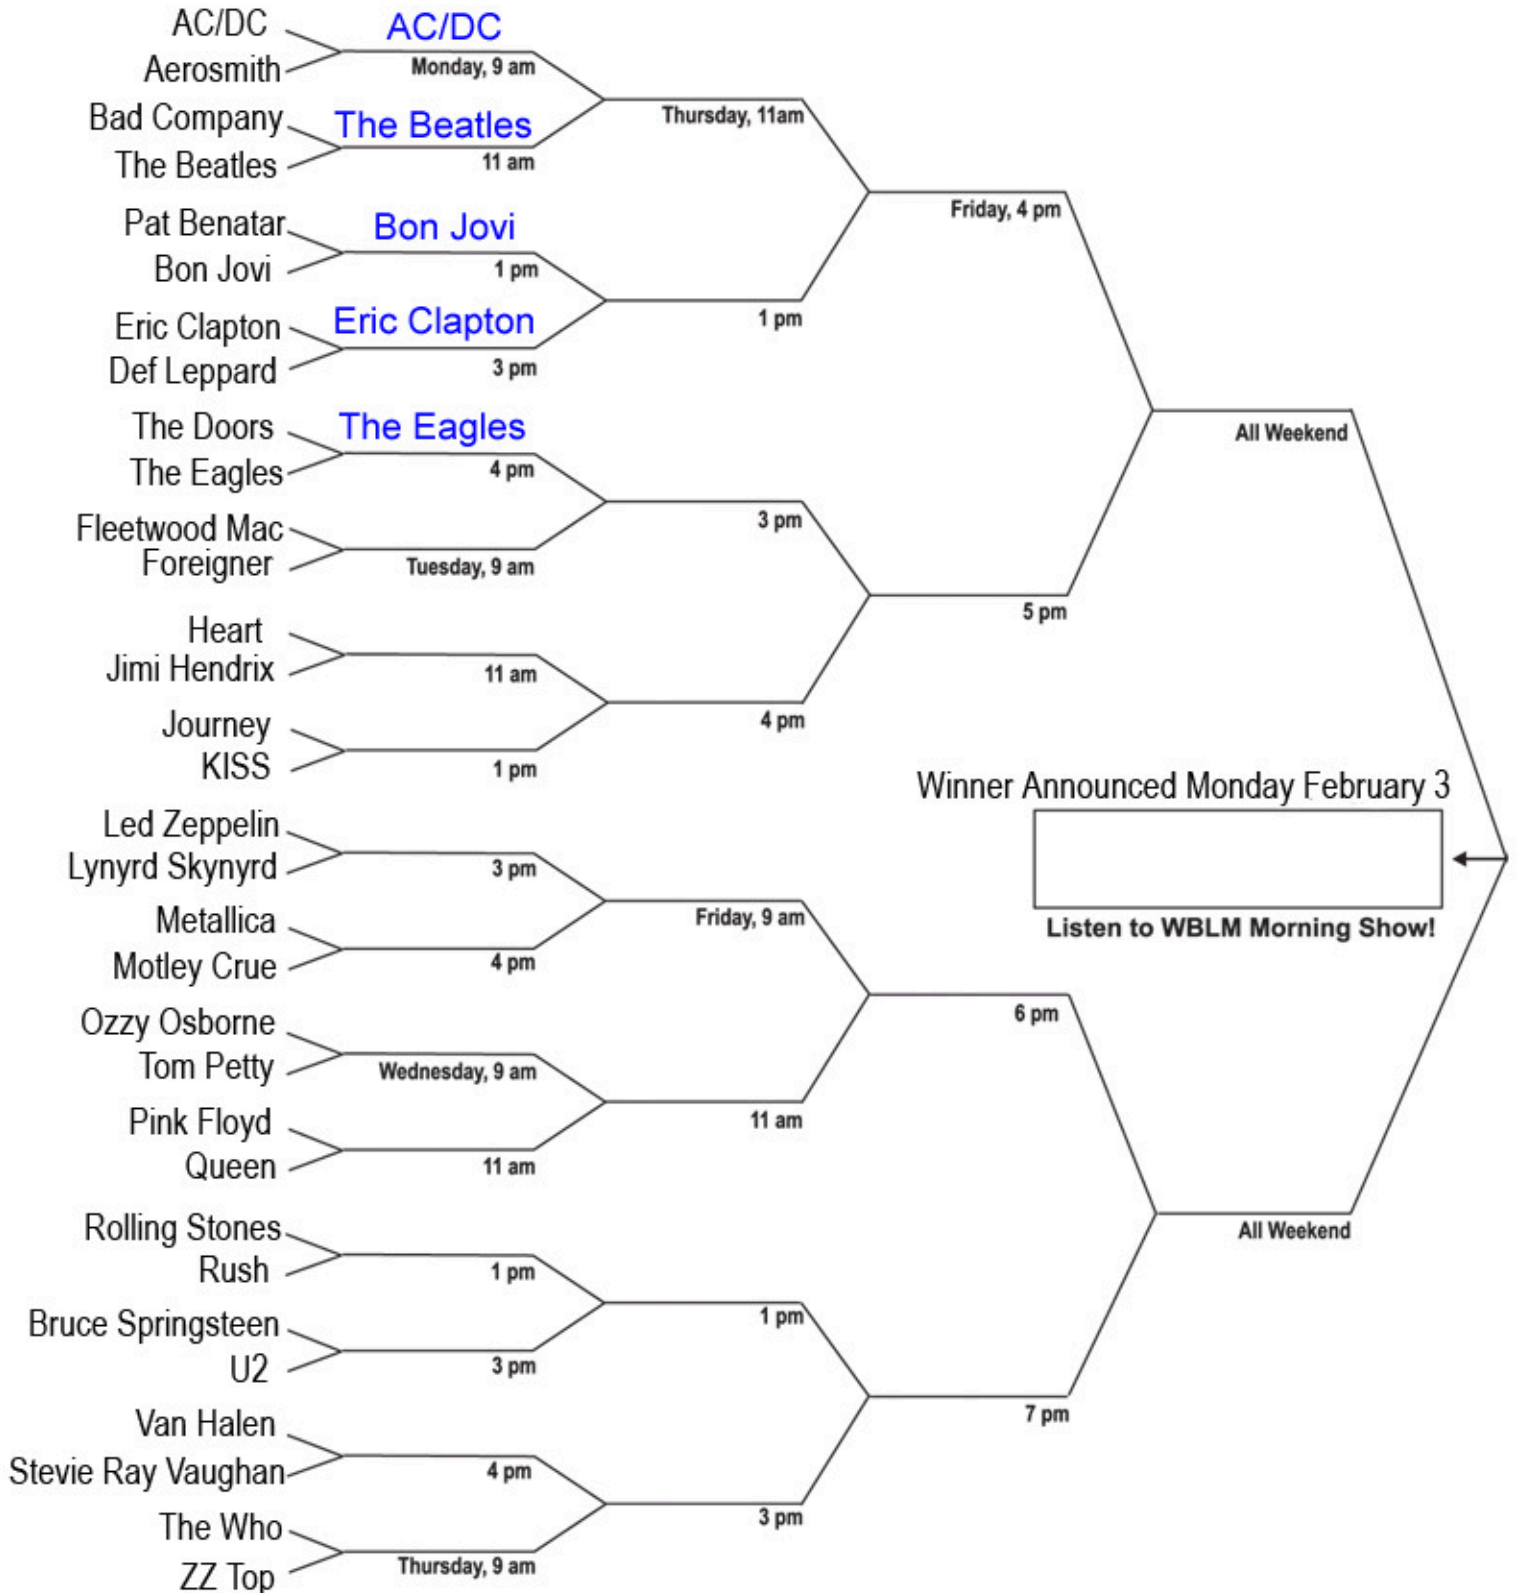 AC/DC
AC/DC
Aerosmith
Monday, 9 am
Bad Company
The Beatles
Thursday, 11am
The Beatles
11 am
Pat Benatar
Bon Jovi
Friday, 4 pm
Bon Jovi
1 pm
Eric Clapton
Eric Clapton
1 pm
Def Leppard
3 pm
The Doors
The Eagles
All Weekend
The Eagles
4 pm
Fleetwood Mac
3 pm
Foreigner
Tuesday, 9 am
Heart
5 pm
Jimi Hendrix
11 am
Journey
4 pm
KISS
1 pm
Winner Announced Monday February 3
Led Zeppelin
Lynyrd Skynyrd
3 pm
Metallica
Friday, 9 am
Listen to WBLM Morning Show!
Motley Crue
4 pm
Ozzy Osborne
6 pm
Tom Petty
Wednesday, 9 am
Pink Floyd
11 am
Queen
11 am
Rolling Stones
All Weekend
Rush
1 pm
Bruce Springsteen
1 pm
U2
3 pm
Van Halen
7 pm
Stevie Ray Vaughan
4 pm
The Who
3 pm
ZZ Top
Thursday, 9 am